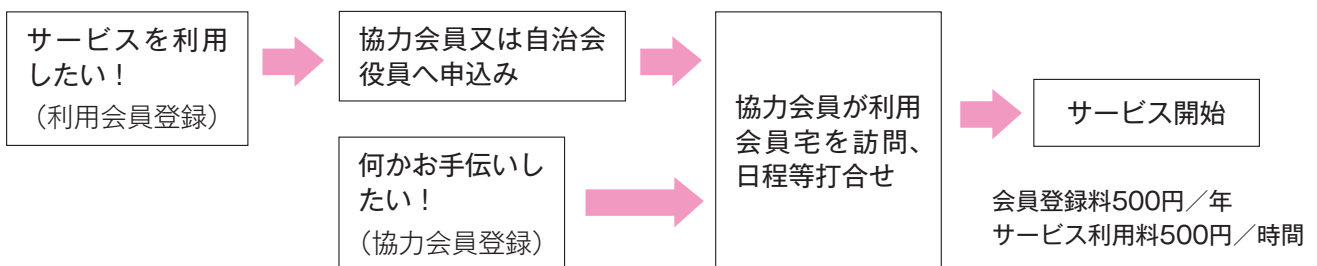 サービスを利用
したい！
（利用会員登録）
協力会員又は自治会
役員へ申込み
何かお手伝いし
たい！
（協力会員登録）
協力会員が利用
会員宅を訪問、
日程等打合せ
サービス開始
会員登録料500円／年
サービス利用料500円／時間